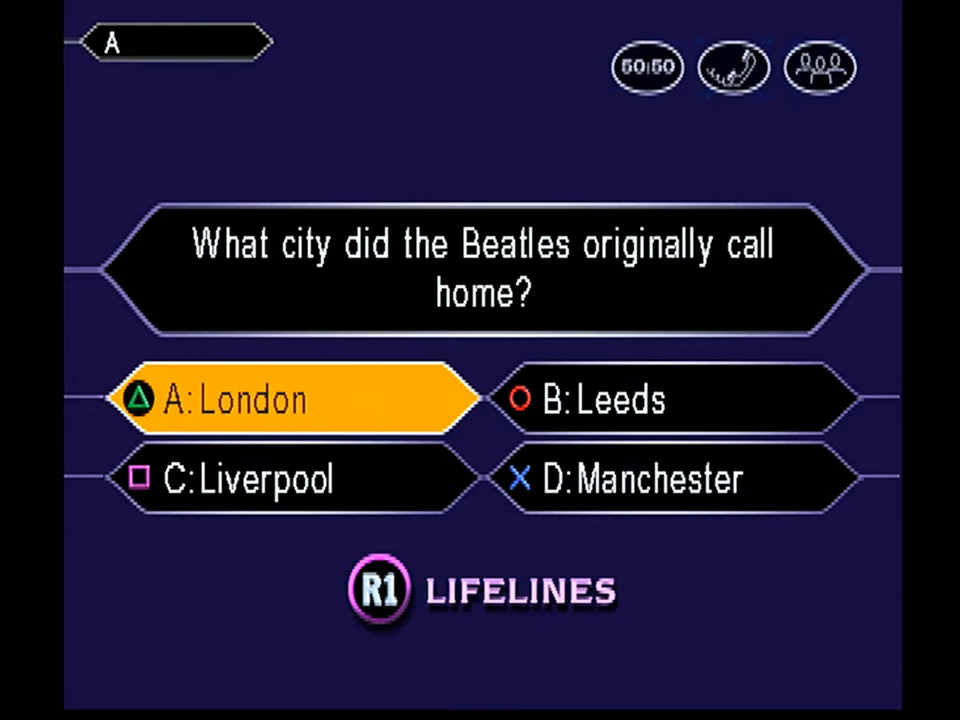 A
50:50
What city did the Beatles originally call
home?
A: London
B: Leeds
C: Liverpool
D: Manchester
R1 LIFELINES